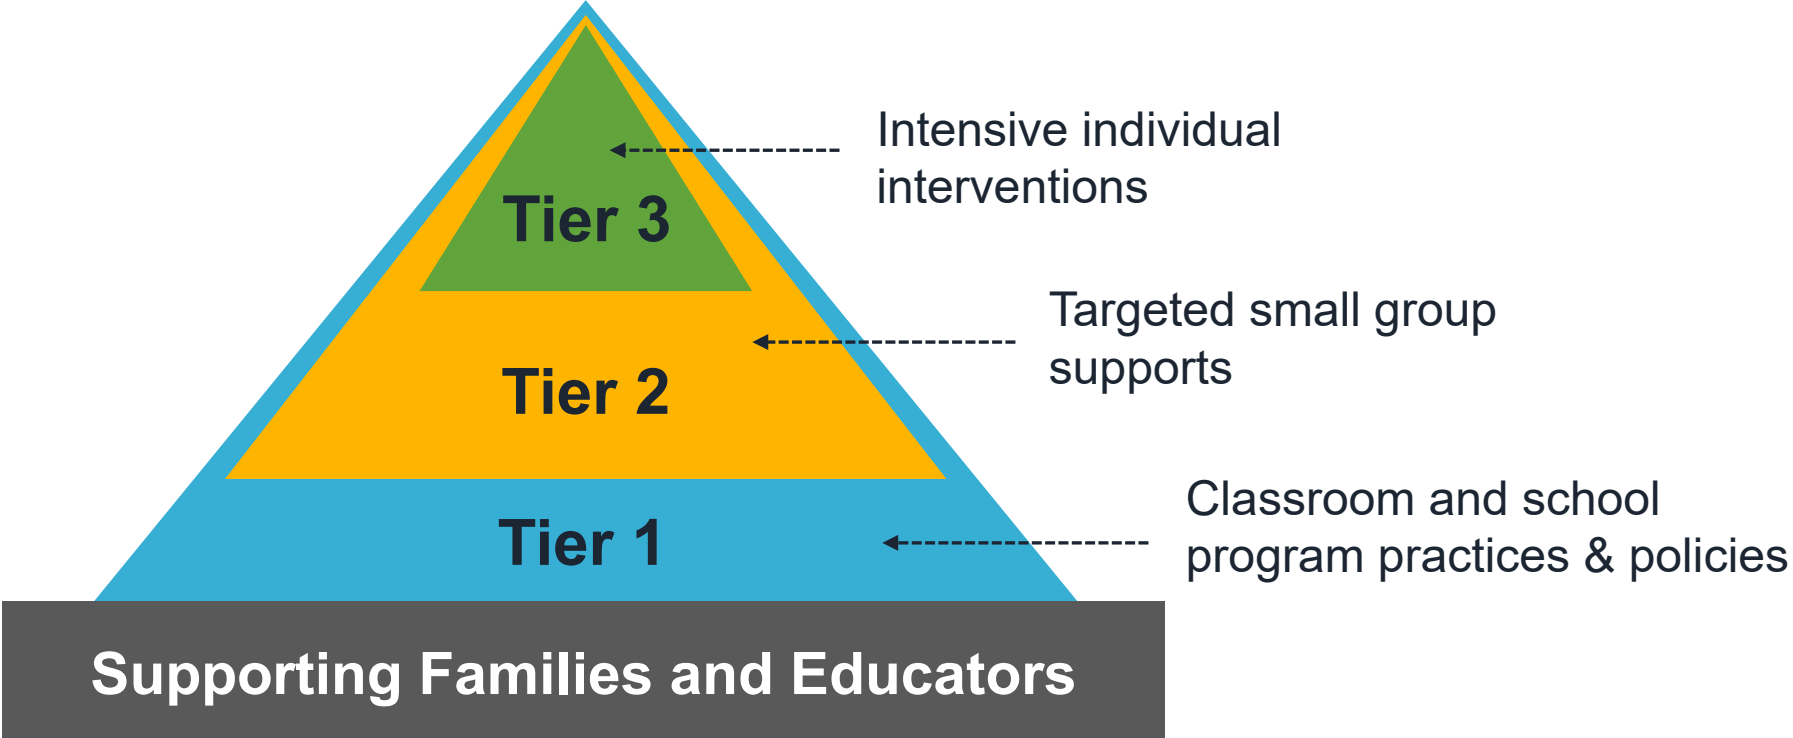 Intensive individual
interventions
Tier 3
Targeted small group
supports
Tier 2
Classroom and school
program practices & policies
Tier 1
Supporting Families and Educators